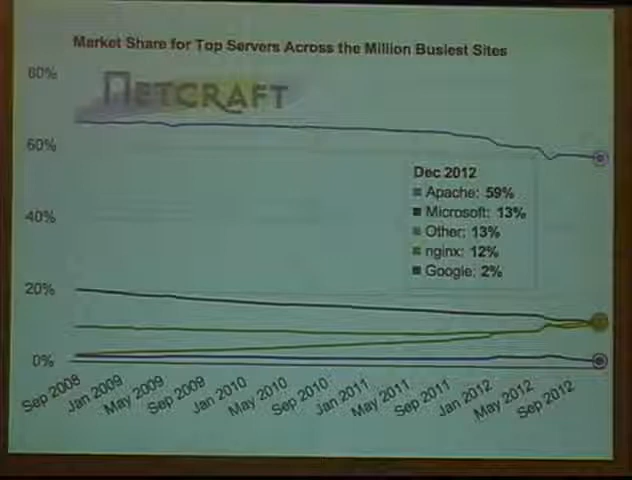 Market Share for Top Servers Across the Million Busiest Sites
80%
NETCRAFT
60%
Dec 2012
Apache: 59%
Microsoft: 13%
Other: 13%
nginx: 12%
Google: 2%
40%
20%
0%
Sep 2008
Jan 2009
May 2009
Sep 2009
Jan 2010
May 2010
Sep 2010
Jan 2011
May 2011
Sep 2011
Jan 2012
May 2012
Sep 2012